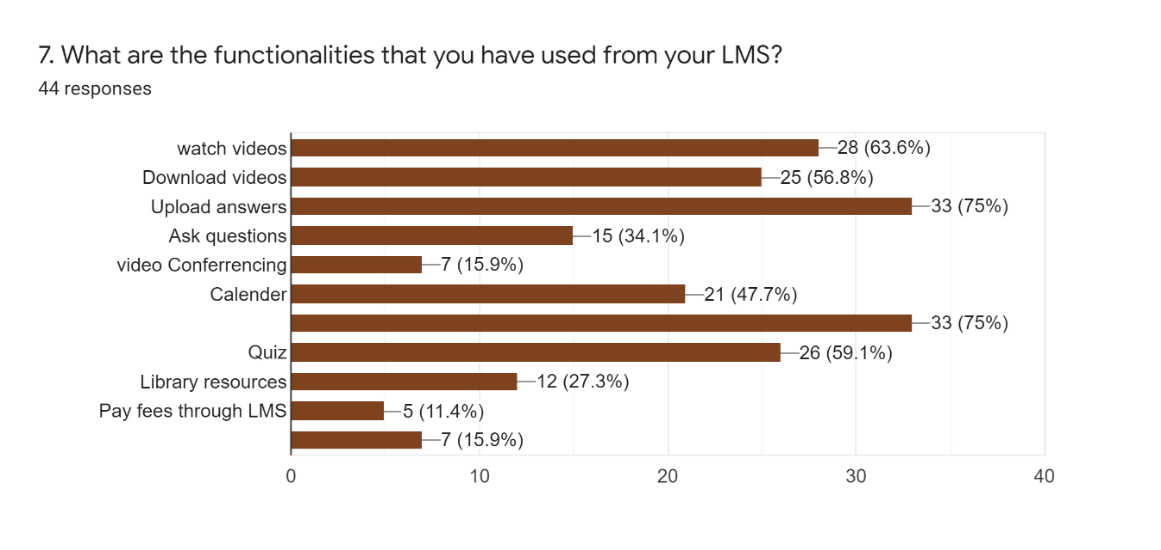 7. What are the functionalities that you have used from your LMS?
44 responses
watch videos 28 (63.6%)
Download videos 25 (56.8%)
Upload answers 33 (75%)
Ask questions 15 (34.1%)
video Conferrencing 7 (15.9%)
Calender 21 (47.7%)
33 (75%)
Quiz 26 (59.1%)
Library resources 12 (27.3%)
Pay fees through LMS 5 (11.4%)
7 (15.9%)
0 10 20 30 40